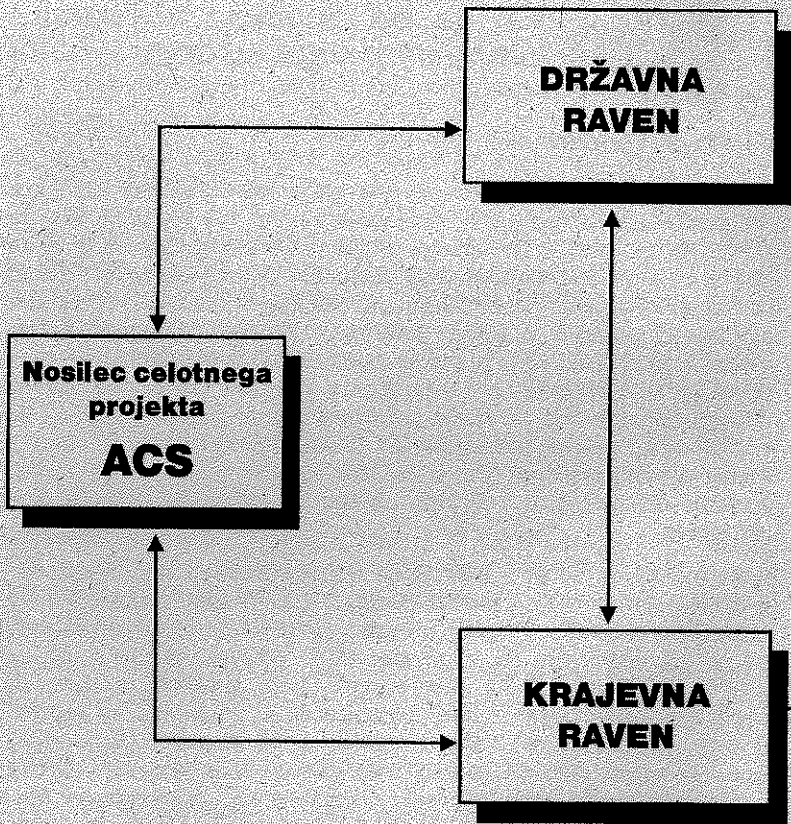 DRŽAVNA
RAVEN
Nosilec celotnega
projekta
ACS
KRAJEVNA
RAVEN